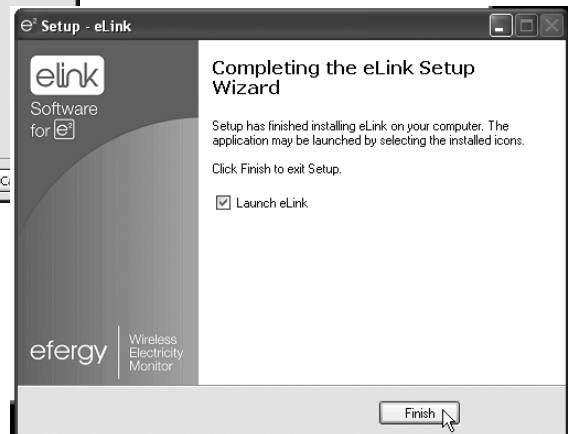 e² Setup - eLink
elink
Software
for e²
Completing the eLink Setup
Wizard
Setup has finished installing eLink on your computer. The
application may be launched by selecting the installed icons.
Click Finish to exit Setup.
Launch eLink
efergy
Wireless
Electricity
Monitor
Finish